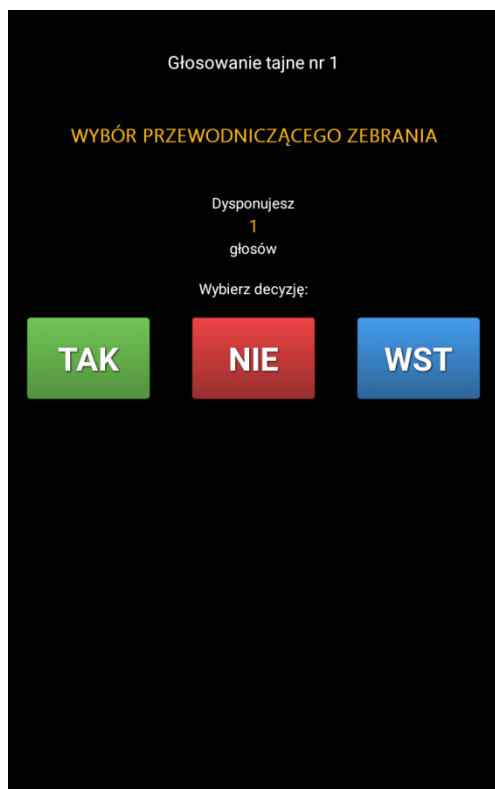 Głosowanie tajne nr 1
WYBÓR PRZEWODNICZĄCEGO ZEBRANIA
Dysponujesz
1
głosów
Wybierz decyzję:
TAK NIE WST